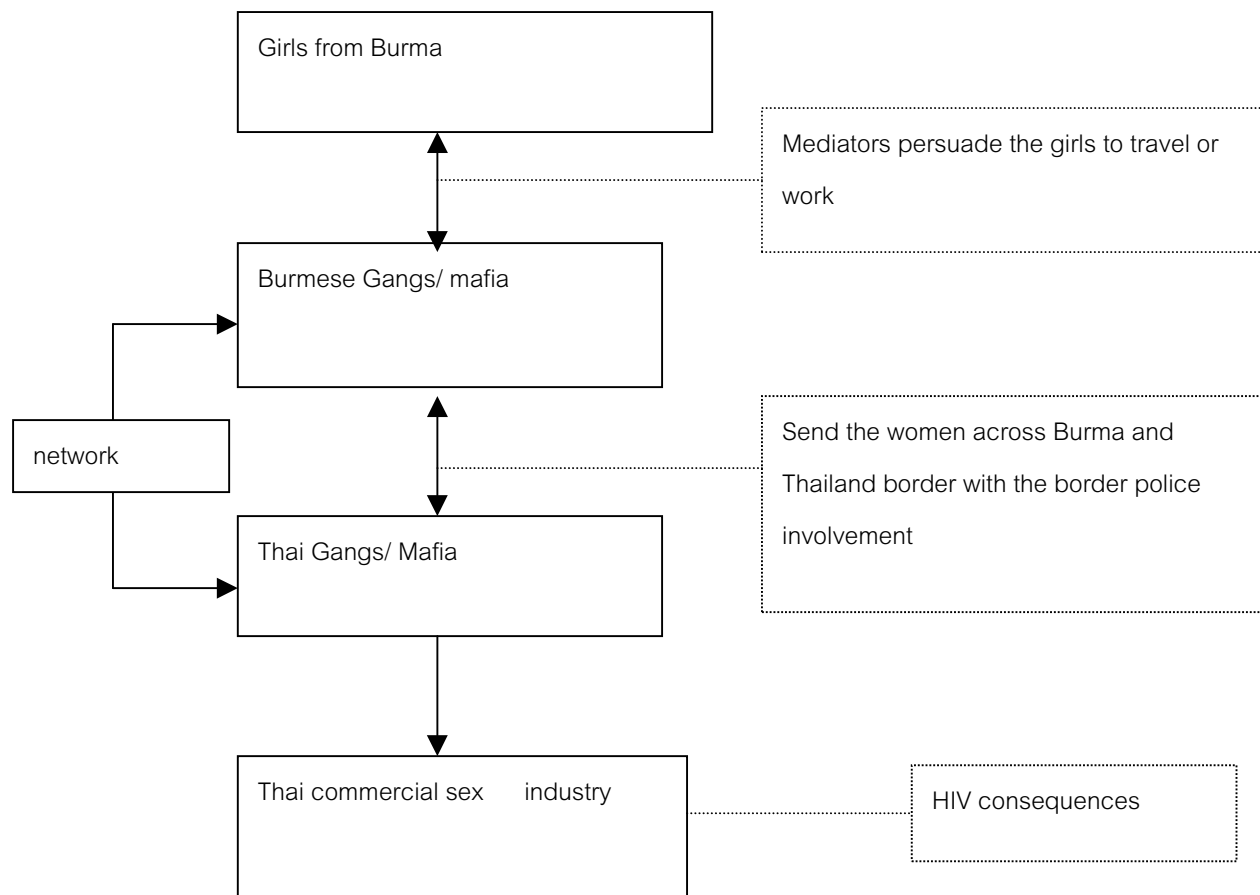 Girls from Burma
Mediators persuade the girls to travel or
work
Burmese Gangs/ mafia
network
Send the women across Burma and
Thailand border with the border police
involvement
Thai Gangs/ Mafia
Thai commercial sex industry
HIV consequences